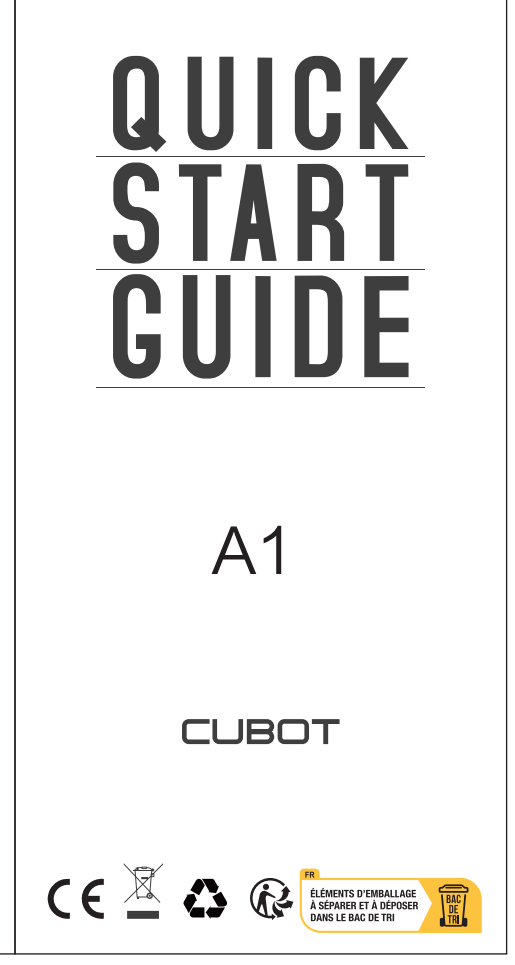 QUICK
START
GUIDE
A1
CUBOT
CE
FR
ÉLÉMENTS D'EMBALLAGE
À SÉPARER ET À DÉPOSER
DANS LE BAC DE TRI
BAC
DE
TRI